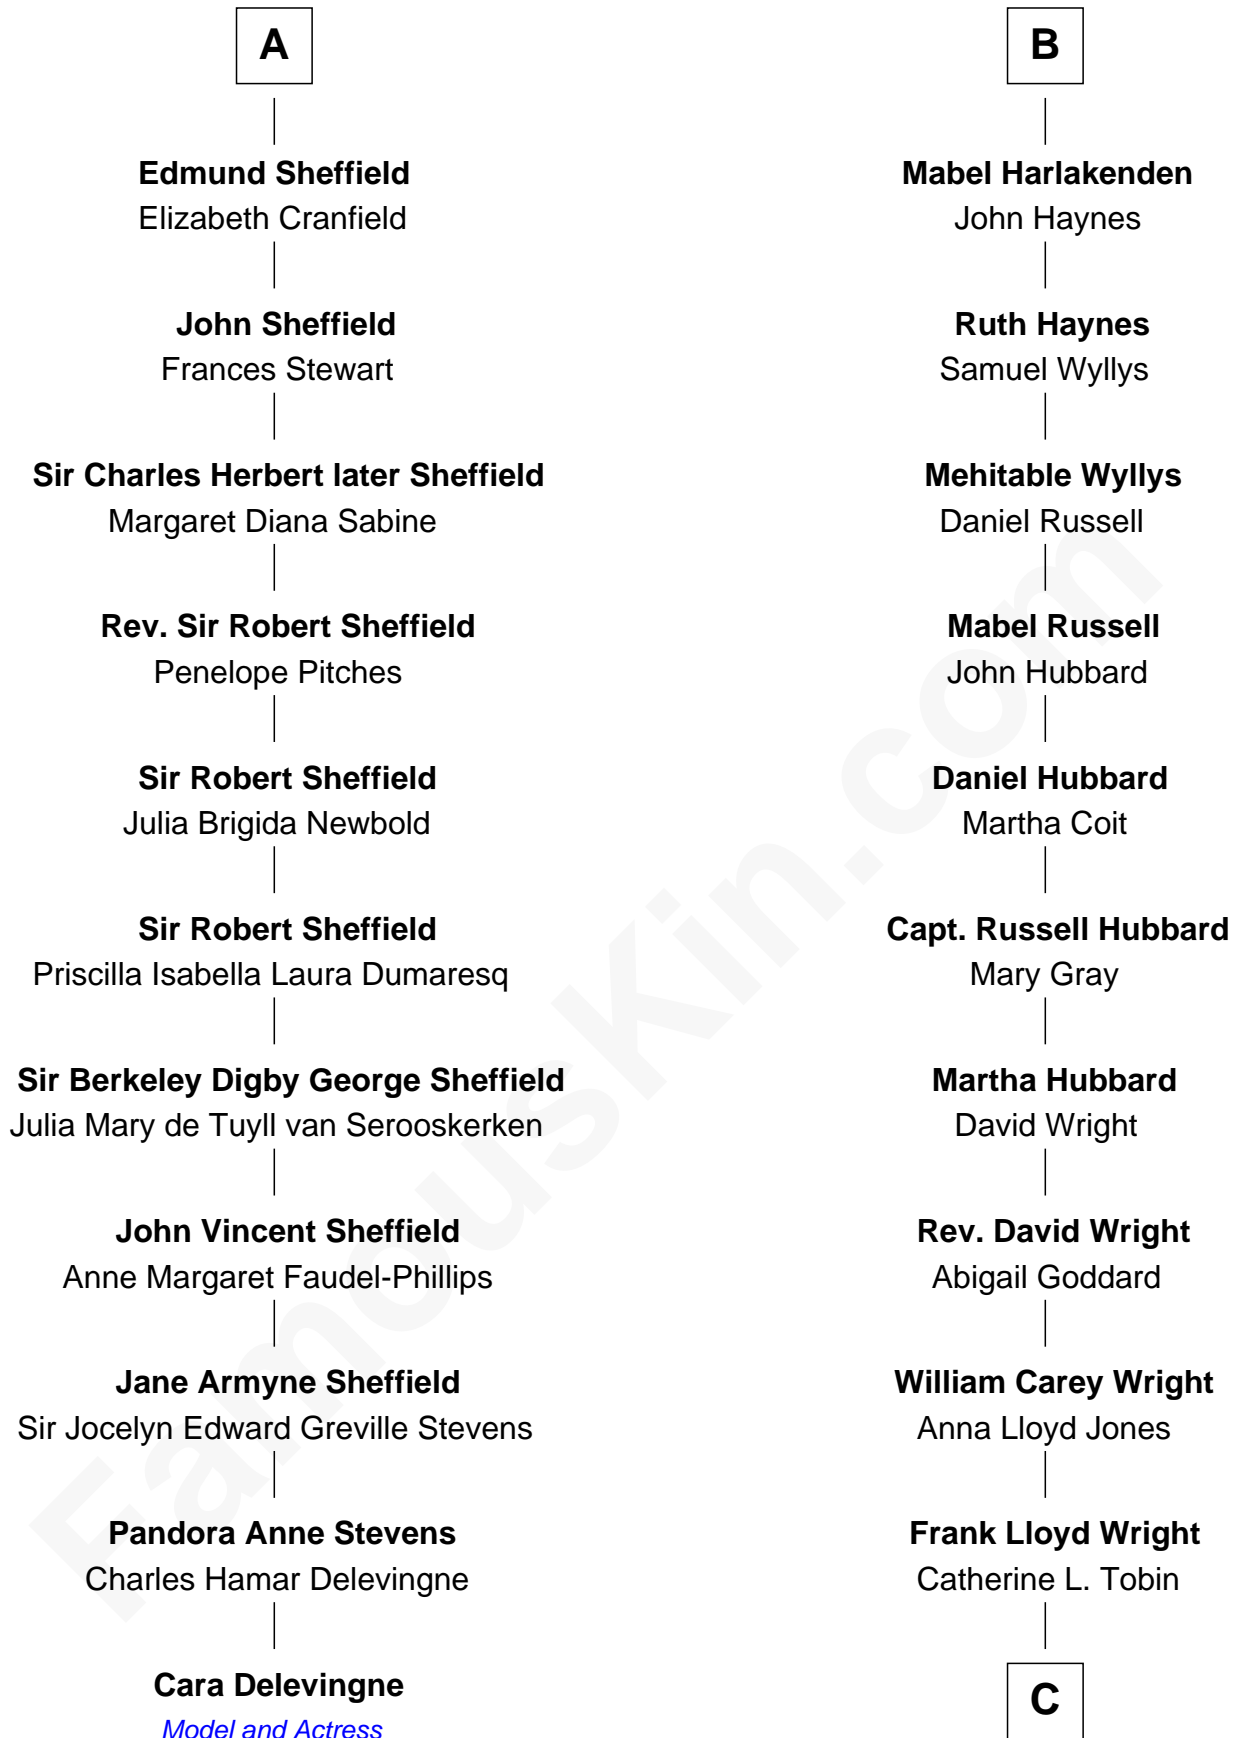 A
Edmund Sheffield
Elizabeth Cranfield
John Sheffield
Frances Stewart
Sir Charles Herbert later Sheffield
Margaret Diana Sabine
Rev. Sir Robert Sheffield
Penelope Pitches
Sir Robert Sheffield
Julia Brigida Newbold
Sir Robert Sheffield
Priscilla Isabella Laura Dumaresq
Sir Berkeley Digby George Sheffield
Julia Mary de Tuyll van Serooskerken
John Vincent Sheffield
Anne Margaret Faudel-Phillips
Jane Armyne Sheffield
Sir Jocelyn Edward Greville Stevens
Pandora Anne Stevens
Charles Hamar Delevingne
Cara Delevingne
Model and Actress
B
Mabel Harlakenden
John Haynes
Ruth Haynes
Samuel Wyllys
Mehitable Wyllys
Daniel Russell
Mabel Russell
John Hubbard
Daniel Hubbard
Martha Coit
Capt. Russell Hubbard
Mary Gray
Martha Hubbard
David Wright
Rev. David Wright
Abigail Goddard
William Carey Wright
Anna Lloyd Jones
Frank Lloyd Wright
Catherine L. Tobin
C
FamousKin.com